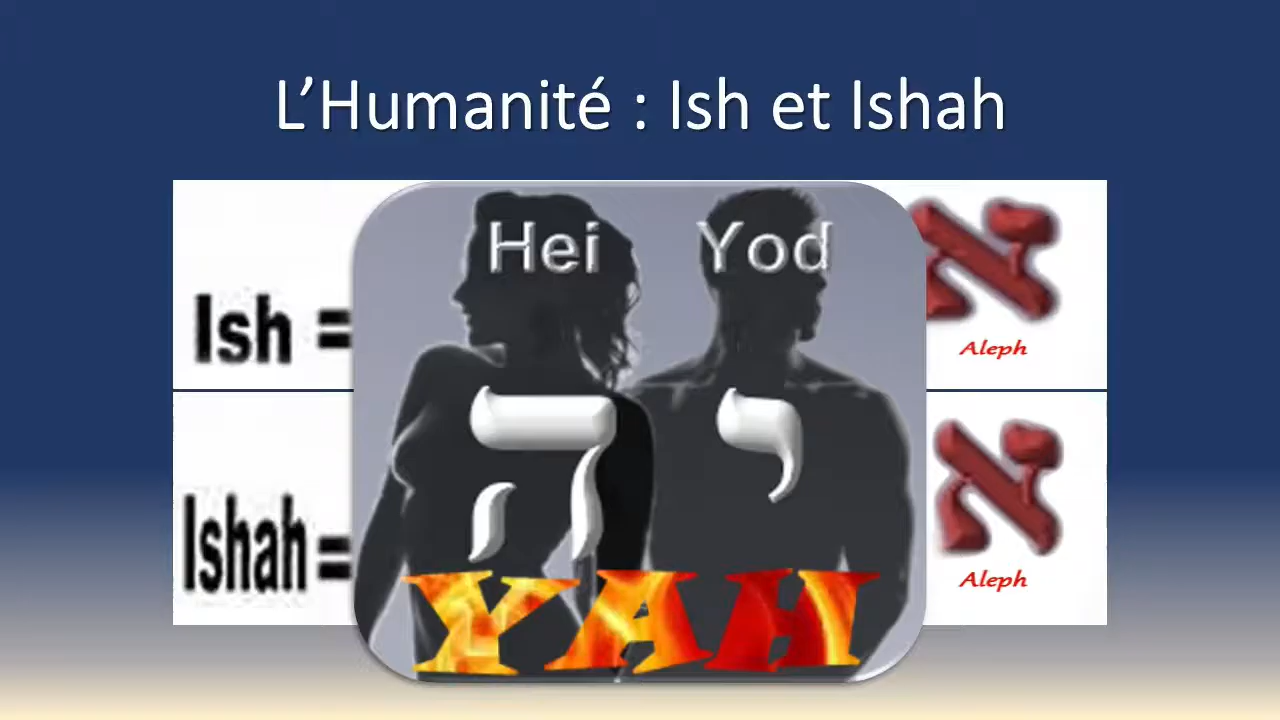 L’Humanité : Ish et Ishah
Hei Yod
Ish = א
Aleph
ה י
Ishah = א
Aleph
YAH